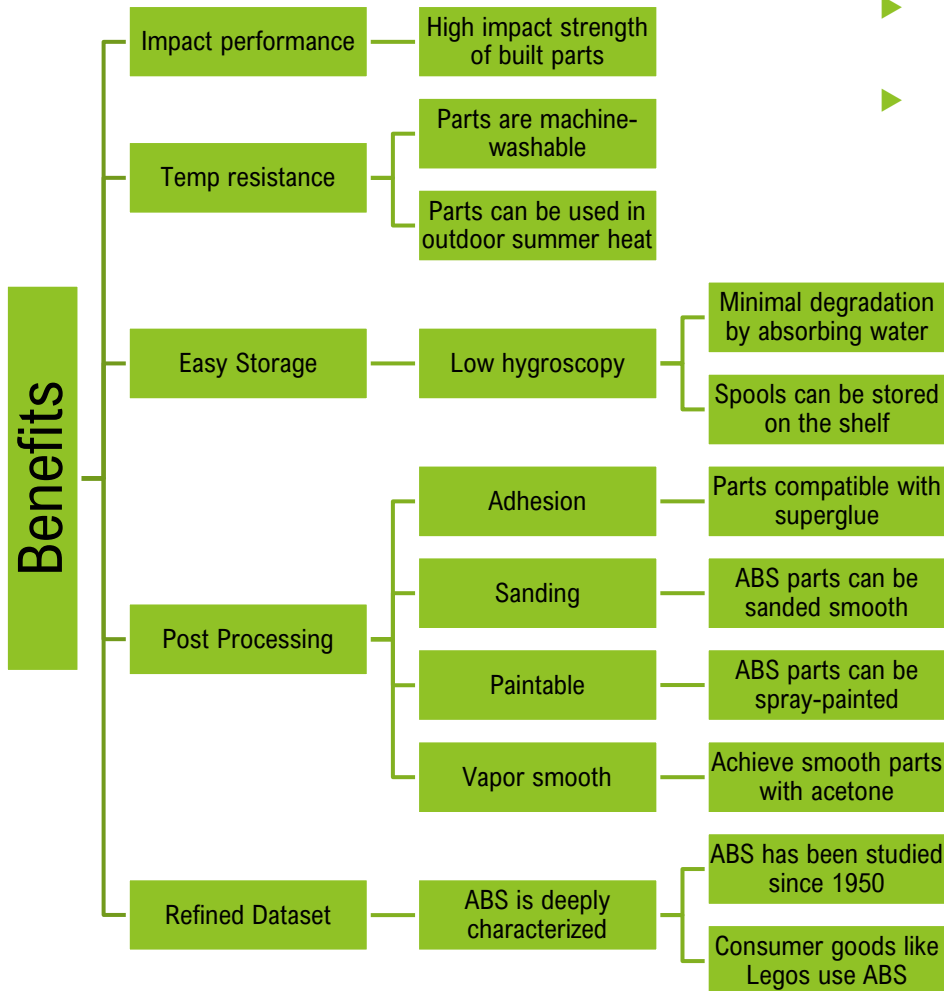 Benefits
Impact performance
High impact strength
of built parts
Temp resistance
Parts are machine-
washable
Parts can be used in
outdoor summer heat
Easy Storage
Low hygroscopy
Minimal degradation
by absorbing water
Spools can be stored
on the shelf
Post Processing
Adhesion
Parts compatible with
superglue
Sanding
ABS parts can be
sanded smooth
Paintable
ABS parts can be
spray-painted
Vapor smooth
Achieve smooth parts
with acetone
Refined Dataset
ABS is deeply
characterized
ABS has been studied
since 1950
Consumer goods like
Legos use ABS